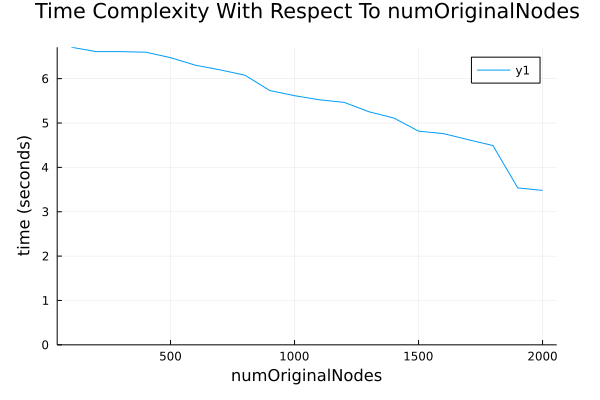 Time Complexity With Respect To numOriginalNodes
y1
time (seconds)
6
5
4
3
2
1
0
500 1000 1500 2000
numOriginalNodes